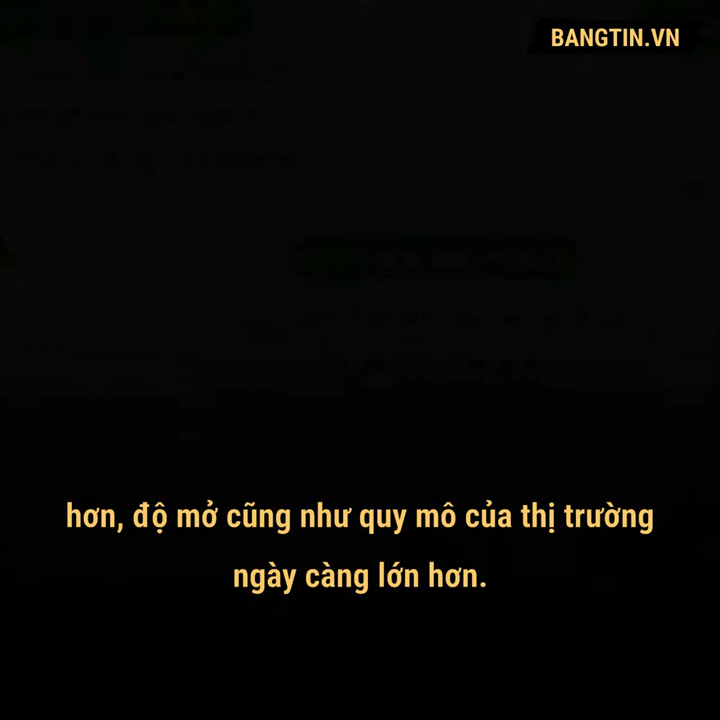 BANGTIN.VN
hơn, độ mở cũng như quy mô của thị trường
ngày càng lớn hơn.